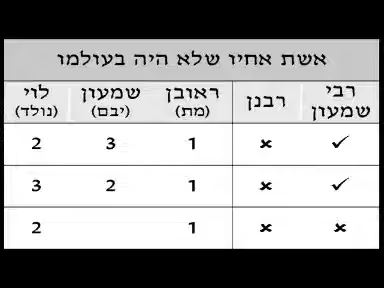 אשת אחיו שלא היה בעולמו
רבי שמעון רבנן ראובן (מת) שמעון (יבם) לוי (נולד)
✓ × 1 3 2
✓ × 1 2 3
× × 1 2